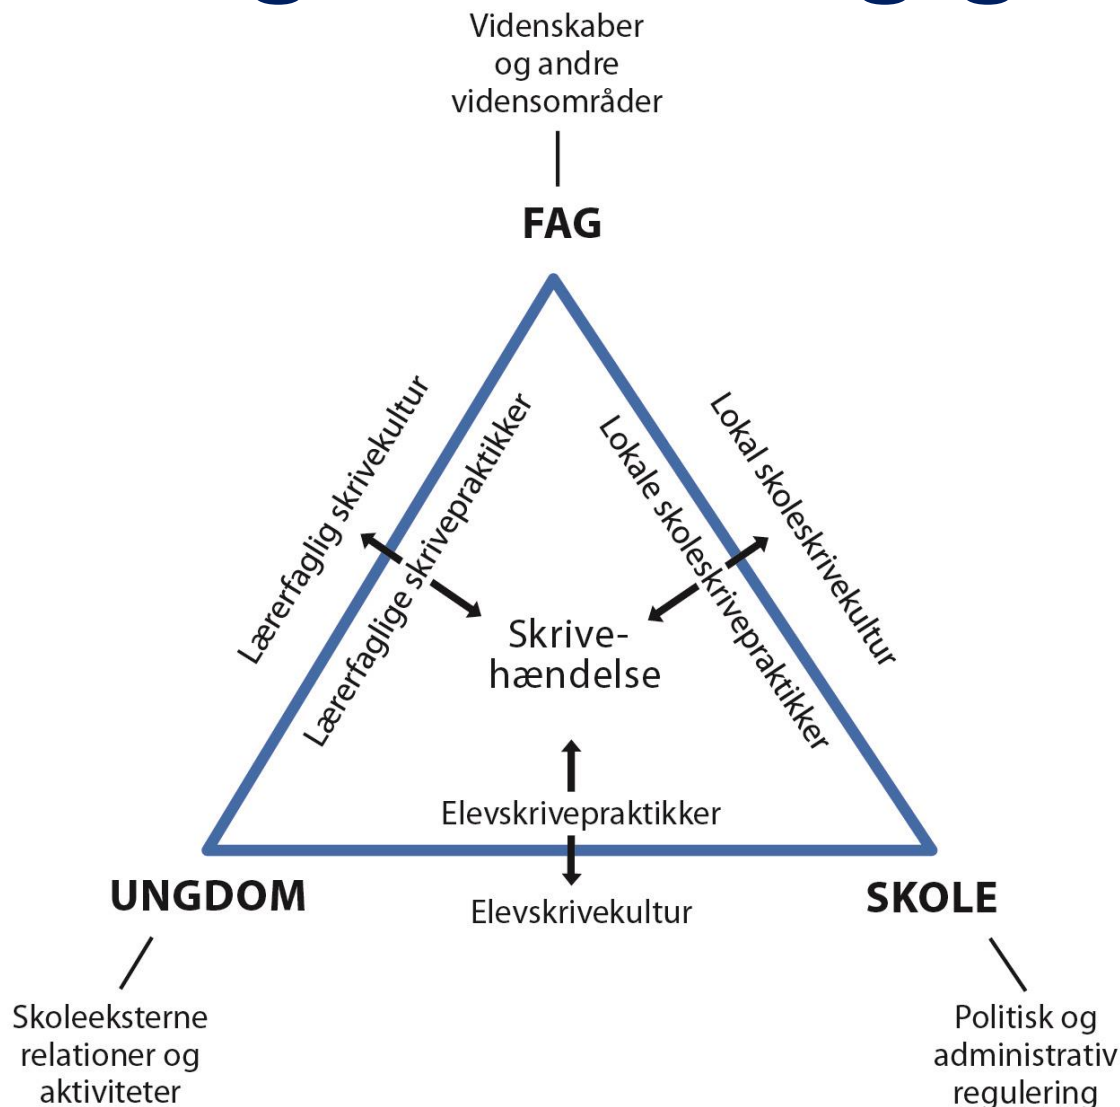 Videnskaber
og andre
vidensområder
FAG
Lærerfaglig skrivekultur
Lærerfaglige skrivepraktikker
Lokale skoleskrivepraktikker
Lokal skoleskrivekultur
Skrive-
hændelse
Elevskrivepraktikker
UNGDOM
Elevskrivekultur
SKOLE
Skoleeksterne
relationer og
aktiviteter
Politisk og
administrativ
regulering